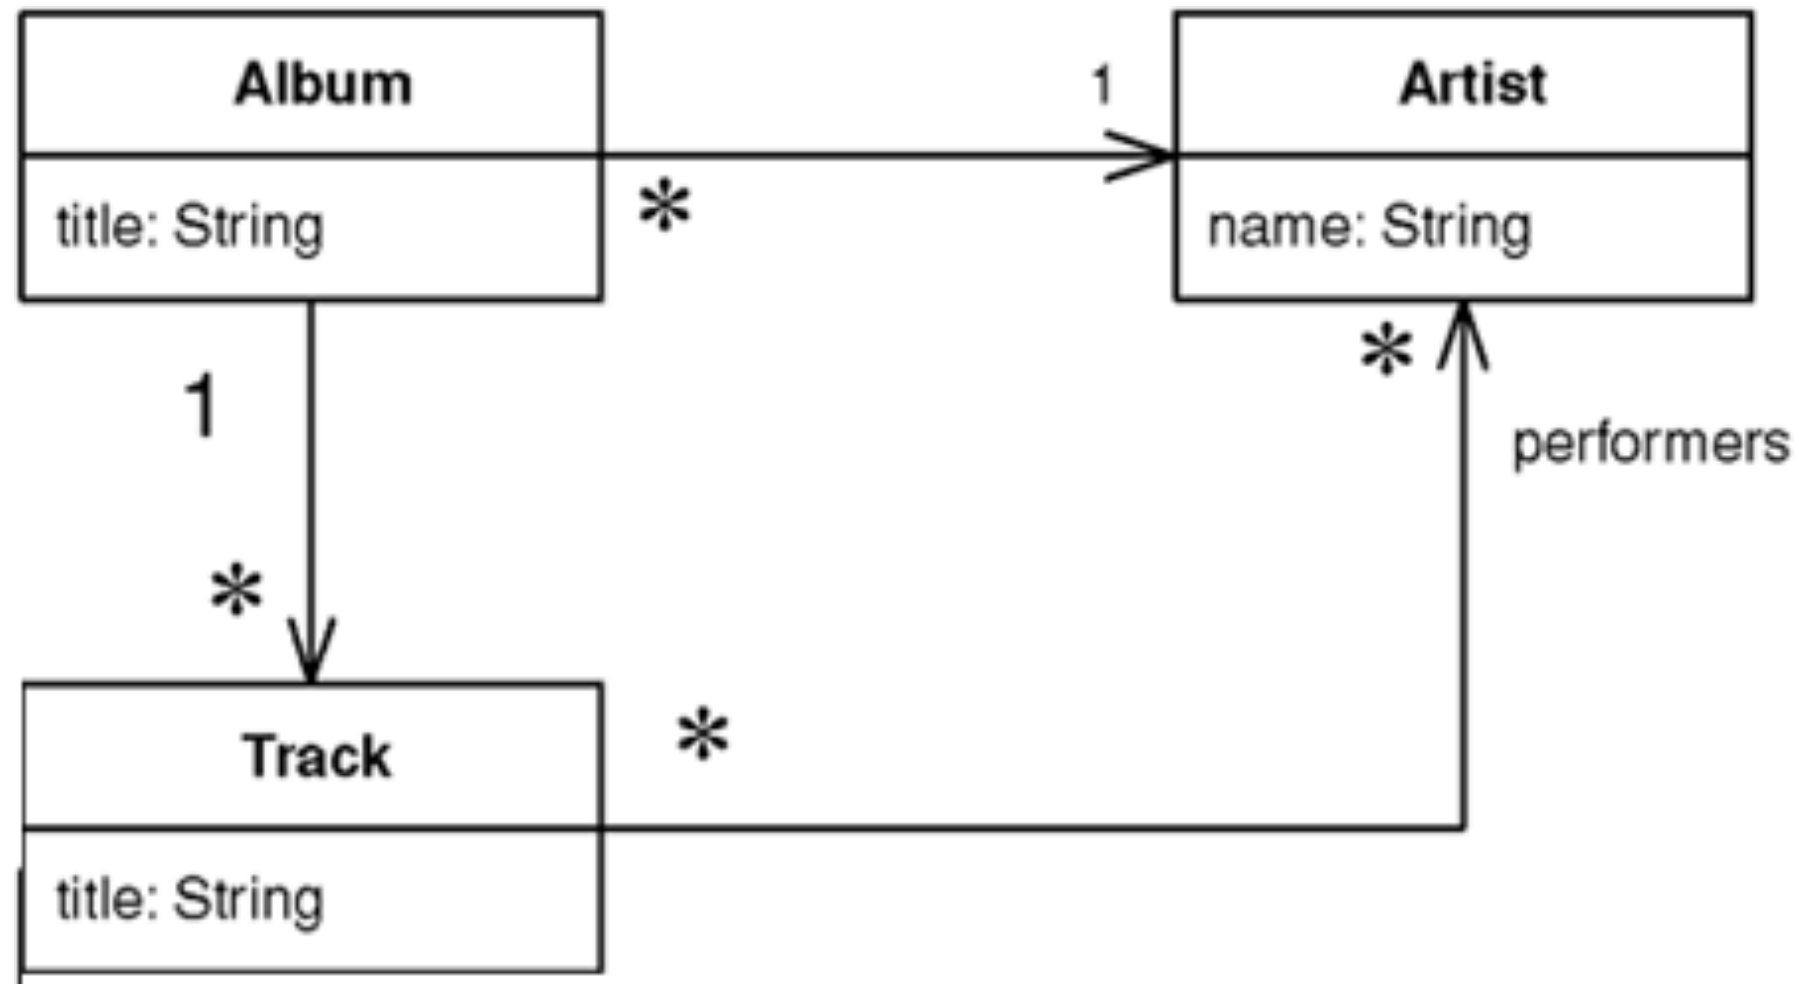 Album
title: String
1
*
Artist
name: String
1
*
*
performers
Track
title: String
*